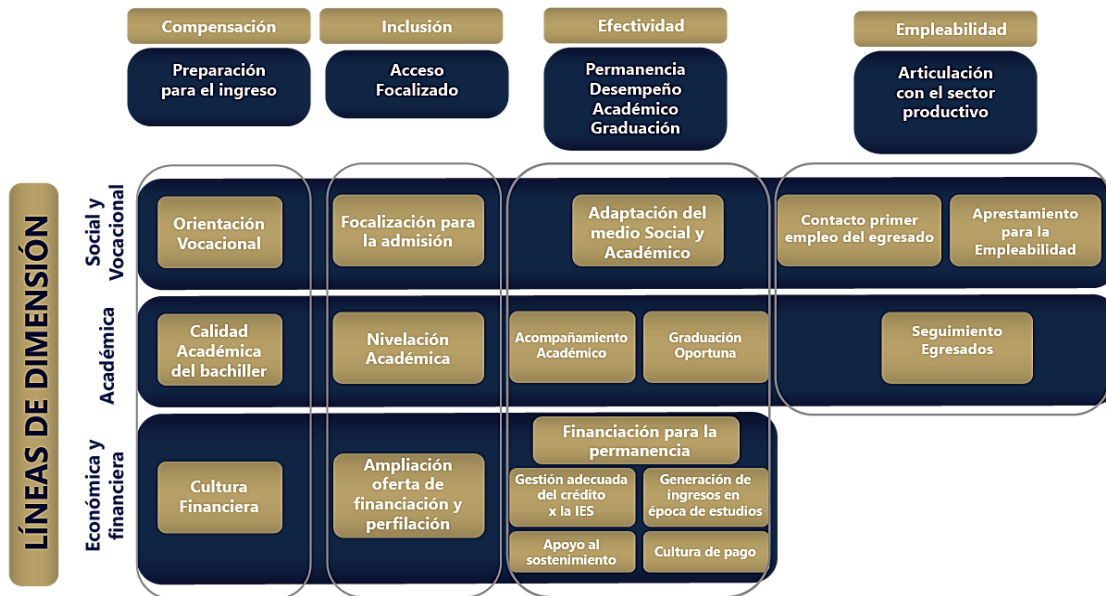 Compensación
Inclusión
Efectividad
Empleabilidad
Preparación
para el ingreso
Acceso
Focalizado
Permanencia
Desempeño
Académico
Graduación
Articulación
con el sector
productivo
LÍNEAS DE DIMENSIÓN
Social y
Vocacional
Orientación
Vocacional
Focalización para
la admisión
Adaptación del
medio Social y
Académico
Contacto primer
empleo del egresado
Aprestamiento
para la
Empleabilidad
Académica
Calidad
Académica
del bachiller
Nivelación
Académica
Acompañamiento
Académico
Graduación
Oportuna
Seguimiento
Egresados
Económica y
financiera
Cultura
Financiera
Ampliación
oferta de
financiación y
perfilación
Financiación para la
permanencia
Gestión adecuada
del crédito
x la IES
Generación de
ingresos en
época de estudios
Apoyo al
sostenimiento
Cultura de pago